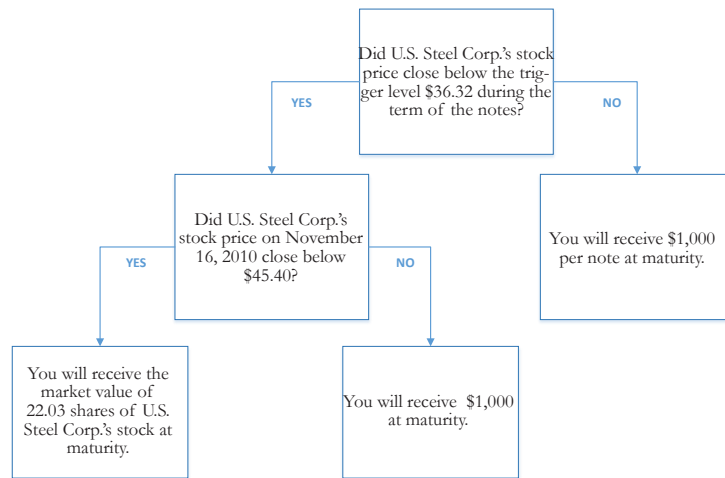 Did U.S. Steel Corp.'s stock
price close below the trig-
ger level $36.32 during the
term of the notes?
YES
NO
Did U.S. Steel Corp.'s
stock price on November
16, 2010 close below
$45.40?
You will receive $1,000
per note at maturity.
YES
NO
You will receive the
market value of
22.03 shares of U.S.
Steel Corp.'s stock at
maturity.
You will receive $1,000
at maturity.